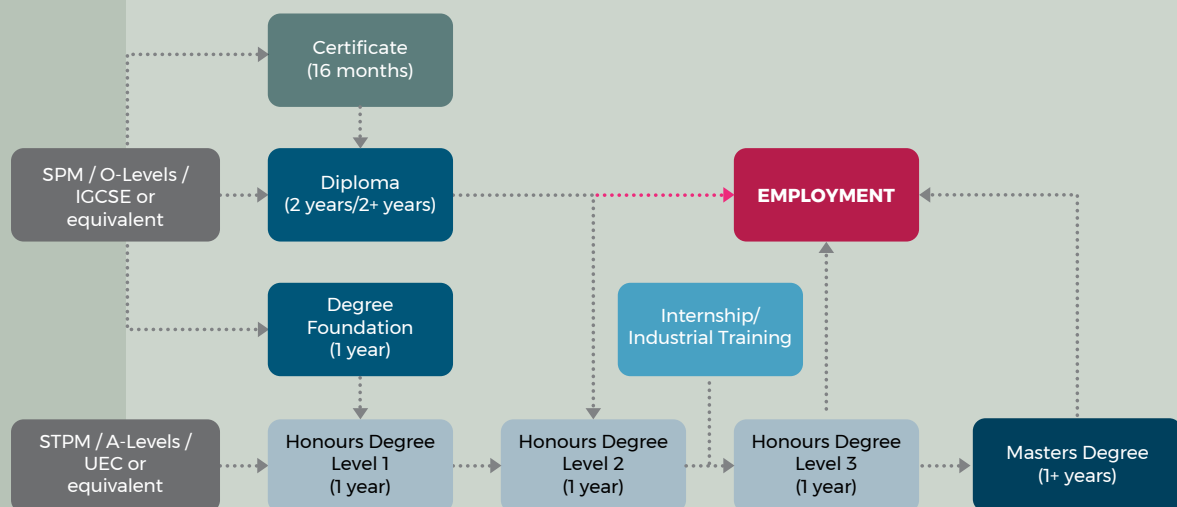 Certificate
(16 months)
SPM / O-Levels /
IGCSE or
equivalent
Diploma
(2 years/2+ years)
EMPLOYMENT
Degree
Foundation
(1 year)
Internship/
Industrial Training
STPM / A-Levels /
UEC or
equivalent
Honours Degree
Level 1
(1 year)
Honours Degree
Level 2
(1 year)
Honours Degree
Level 3
(1 year)
Masters Degree
(1+ years)